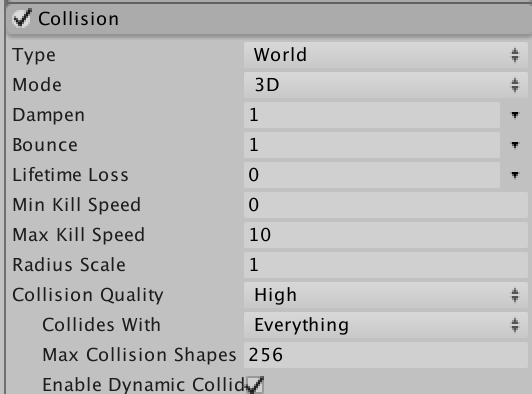 Collision
Type World
Mode 3D
Dampen 1
Bounce 1
Lifetime Loss 0
Min Kill Speed 0
Max Kill Speed 10
Radius Scale 1
Collision Quality High
Collides With Everything
Max Collision Shapes 256
Enable Dynamic Collid